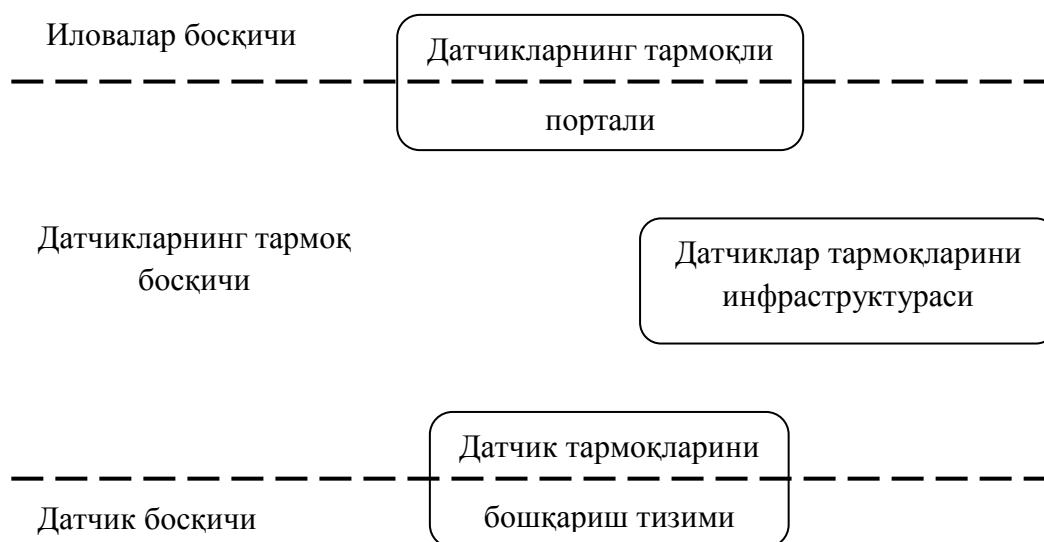 Иловалар босқичи
Датчикларнинг тармоқли
портали
Датчикларнинг тармоқ
босқичи
Датчиклар тармоқларини
инфраструктураси
Датчик тармоқларини
бошқариш тизими
Датчик босқичи